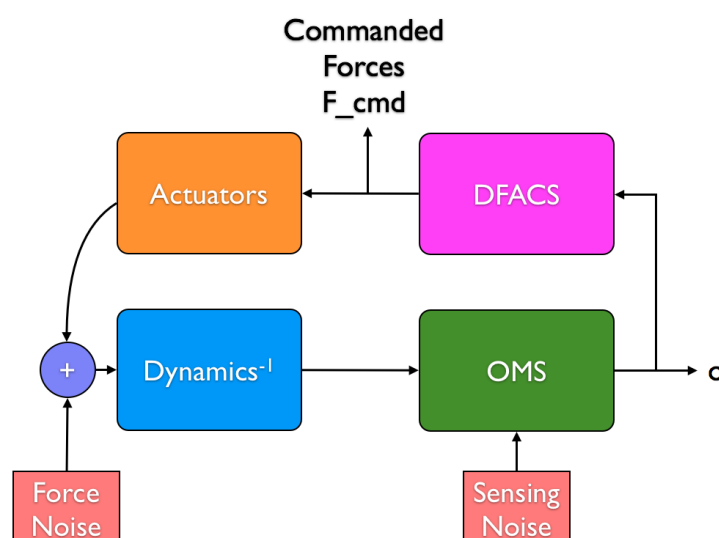 Commanded
Forces
F_cmd
Actuators
DFACS
+
Dynamics⁻¹
OMS
o
Force
Noise
Sensing
Noise